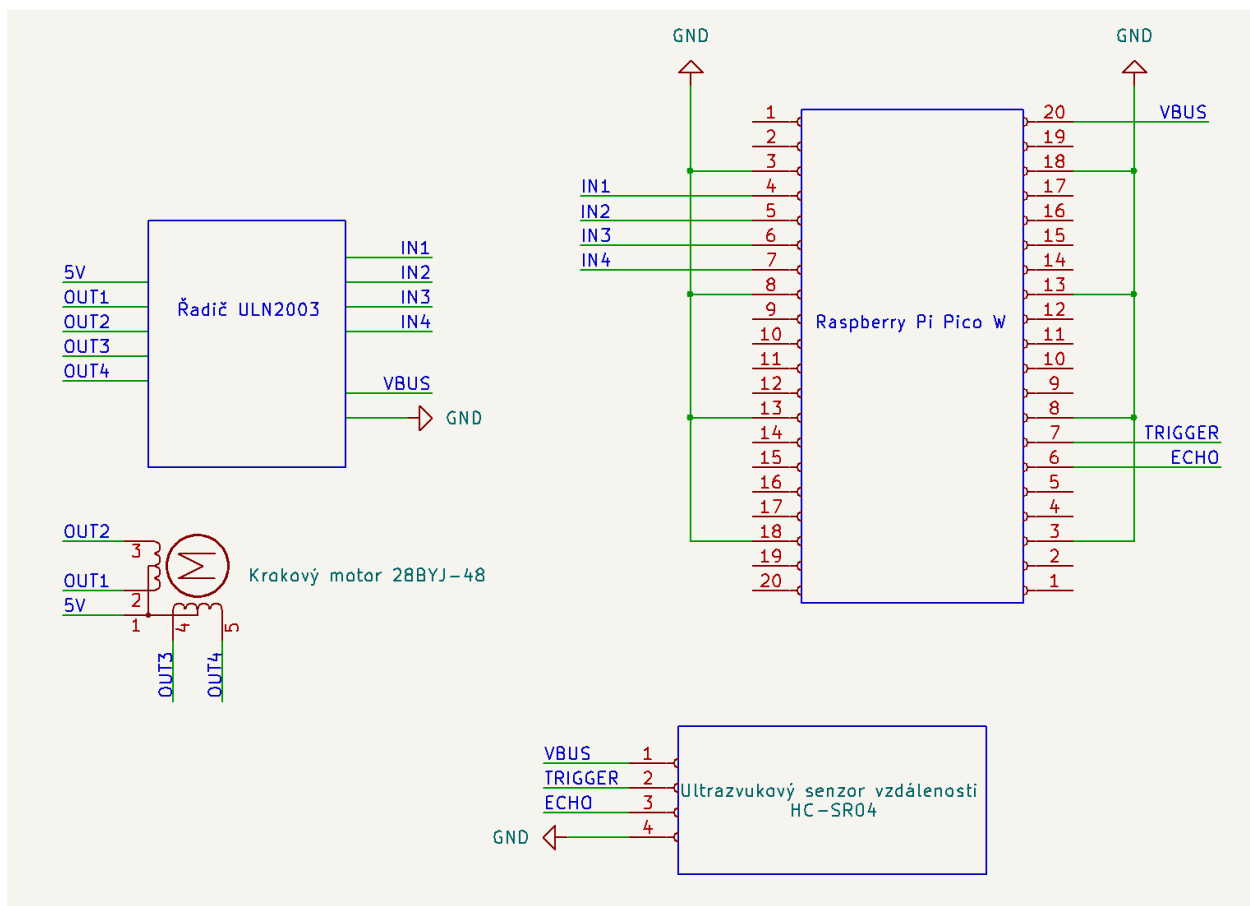 GND
GND
1
2
3
4
5
6
7
8
9
10
11
12
13
14
15
16
17
18
19
20
IN1
IN2
IN3
IN4
Raspberry Pi Pico W
20
19
18
17
16
15
14
13
12
11
10
9
8
7
6
5
4
3
2
1
VBUS
TRIGGER
ECHO
5V
OUT1
OUT2
OUT3
OUT4
Řadič ULN2003
IN1
IN2
IN3
IN4
VBUS
GND
OUT2
3
OUT1
2
5V
1
4
5
OUT3
OUT4
M
Krokový motor 28BYJ-48
VBUS
1
TRIGGER
2
ECHO
3
GND
4
Ultrazvukový senzor vzdálenosti
HC-SR04